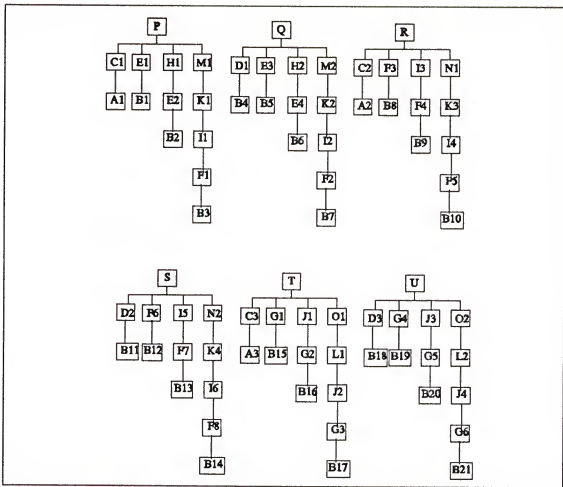 P Q R
C1 E1 H1 M1 D1 E3 H2 M2 C2 F3 I3 N1
A1 B1 E2 K1 B4 B5 E4 K2 A2 B8 F4 K3
B2 I1 B6 I2 B9 I4
F1 F2 F5
B3 B7 B10
S T U
D2 F6 I5 N2 C3 G1 J1 O1 D3 G4 J3 O2
B11 B12 F7 K4 A3 B15 G2 L1 B18 B19 G5 L2
B13 I6 B16 J2 B20 J4
F8 G3 G6
B14 B17 B21